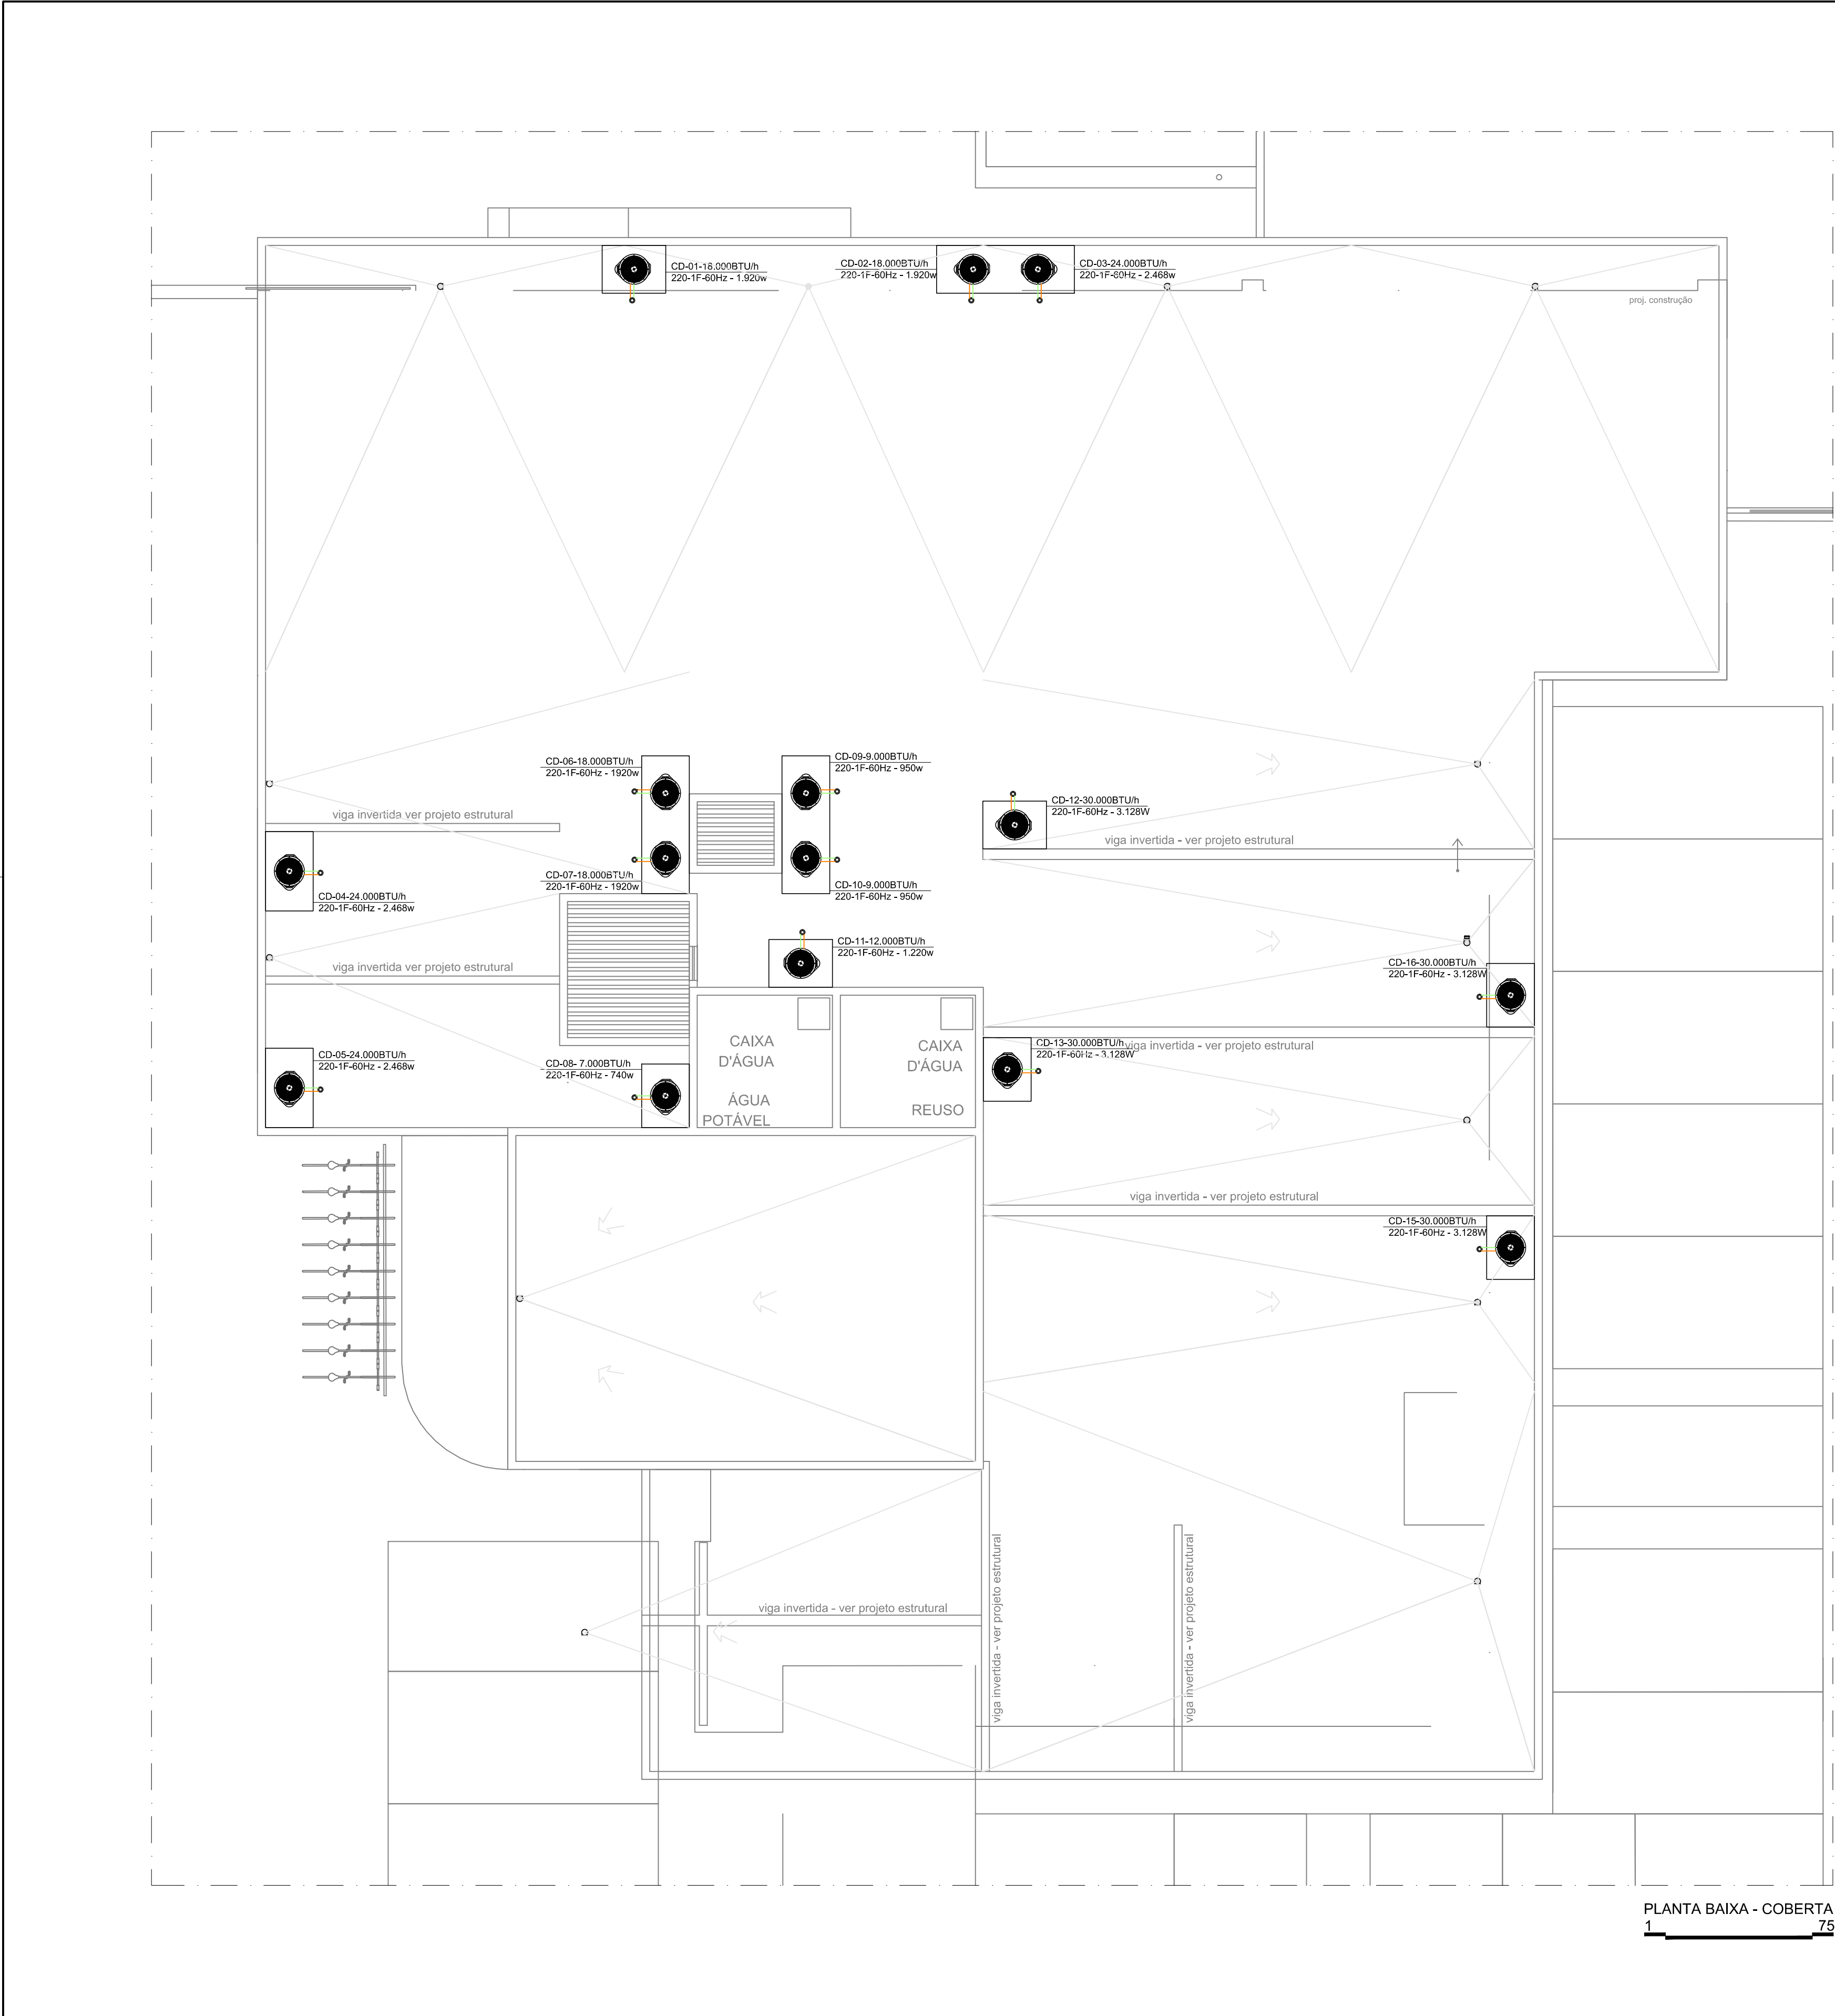 CD-01-18.000BTU/h
220-1F-60Hz - 1.920w
CD-02-18.000BTU/h
220-1F-60Hz - 1.920w
CD-03-24.000BTU/h
220-1F-60Hz - 2.468w
proj. construção
CD-06-18.000BTU/h
220-1F-60Hz - 1920w
CD-09-9.000BTU/h
220-1F-60Hz - 950w
CD-12-30.000BTU/h
220-1F-60Hz - 3.128W
viga invertida ver projeto estrutural
viga invertida - ver projeto estrutural
CD-07-18.000BTU/h
220-1F-60Hz - 1920w
CD-10-9.000BTU/h
220-1F-60Hz - 950w
CD-04-24.000BTU/h
220-1F-60Hz - 2.468w
CD-11-12.000BTU/h
220-1F-60Hz - 1.220w
viga invertida ver projeto estrutural
CD-16-30.000BTU/h
220-1F-60Hz - 3.128W
CAIXA
D'ÁGUA
ÁGUA
POTÁVEL
CAIXA
D'ÁGUA
REUSO
CD-13-30.000BTU/h
220-1F-60Hz - 3.128W
viga invertida - ver projeto estrutural
CD-05-24.000BTU/h
220-1F-60Hz - 2.468w
CD-08- 7.000BTU/h
220-1F-60Hz - 740w
viga invertida - ver projeto estrutural
CD-15-30.000BTU/h
220-1F-60Hz - 3.128W
viga invertida - ver projeto estrutural
viga invertida - ver projeto estrutural
viga invertida - ver projeto estrutural
PLANTA BAIXA - COBERTA
1 75